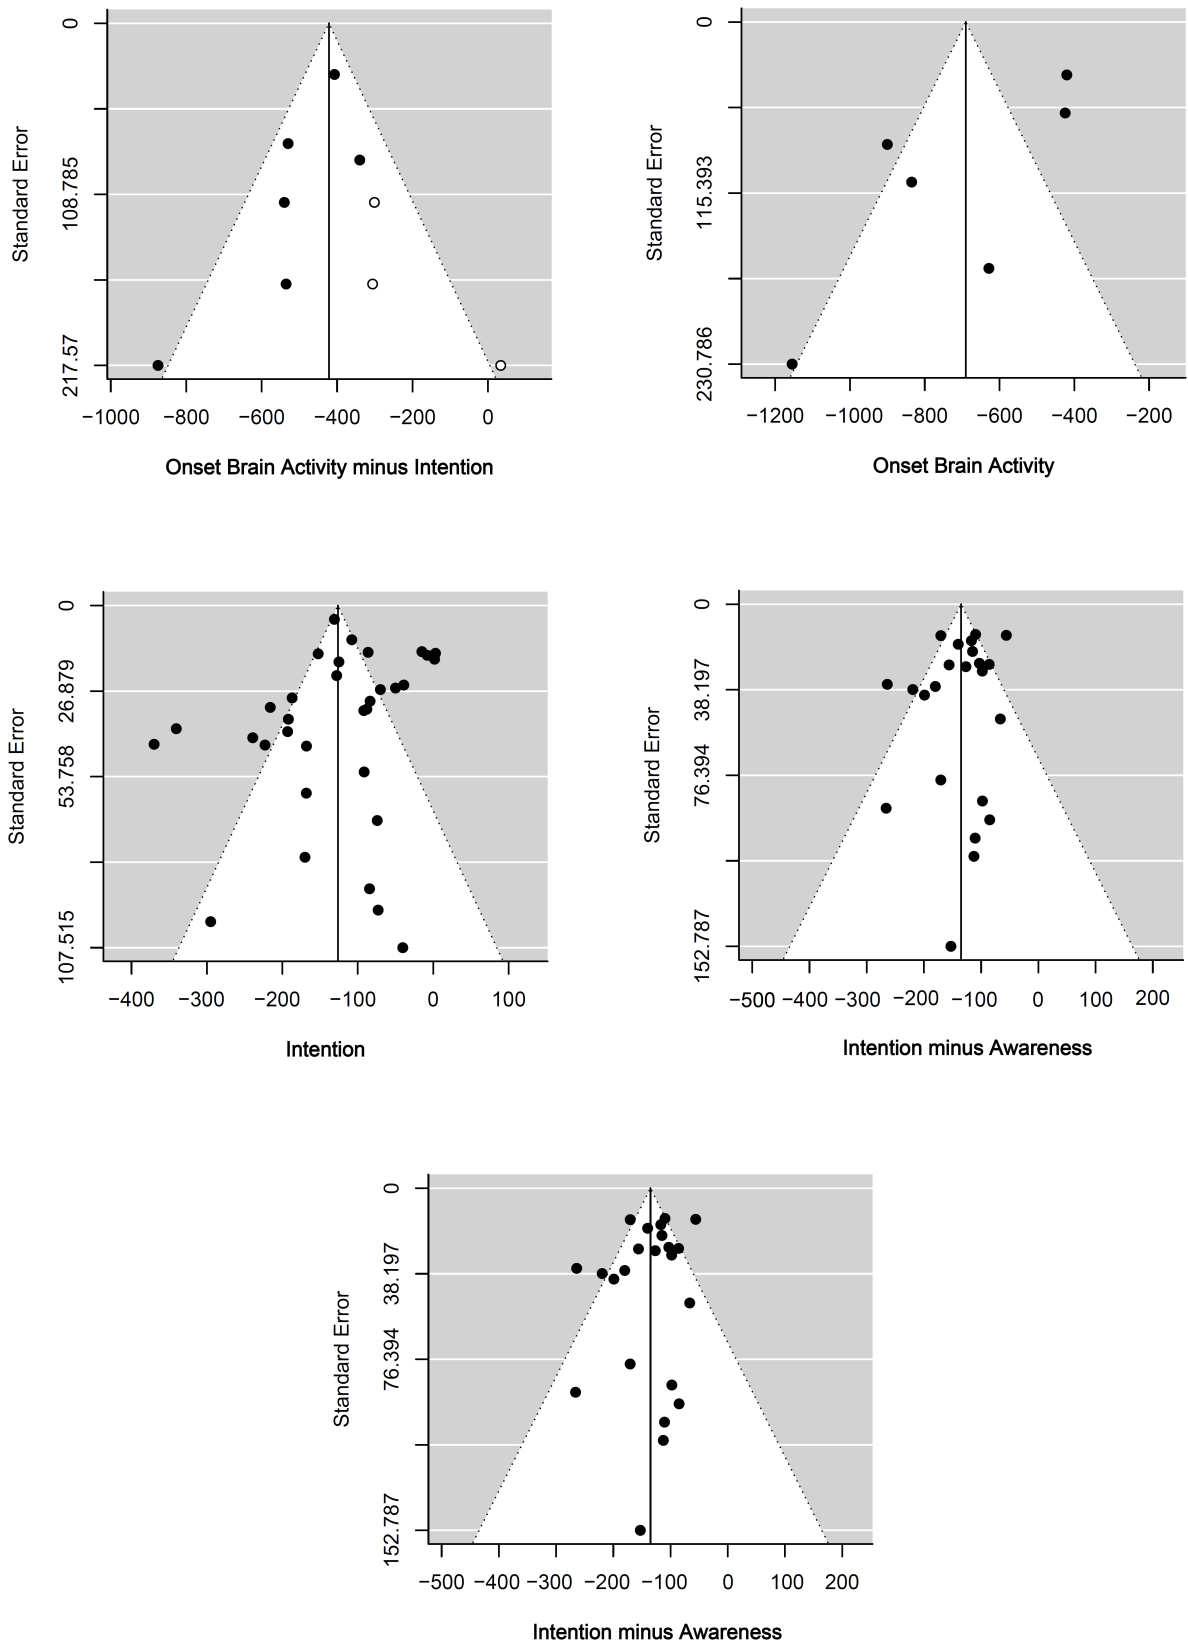 Standard Error
0
108.785
217.57
−1000 −800 −600 −400 −200 0
Onset Brain Activity minus Intention
Standard Error
0
115.393
230.786
−1200 −1000 −800 −600 −400 −200
Onset Brain Activity
Standard Error
0
26.879
53.758
107.515
−400 −300 −200 −100 0 100
Intention
Standard Error
0
38.197
76.394
152.787
−500 −400 −300 −200 −100 0 100 200
Intention minus Awareness
Standard Error
0
38.197
76.394
152.787
−500 −400 −300 −200 −100 0 100 200
Intention minus Awareness